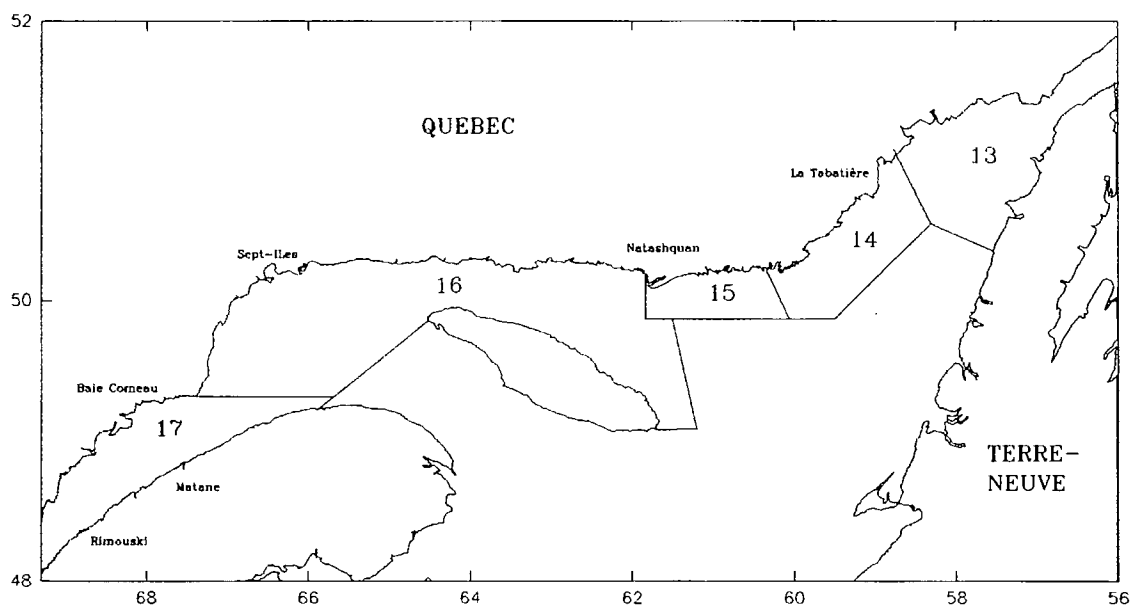 52
QUEBEC
13
La Tabatière
14
Sept-Iles
Natashquan
50
16
15
Baie Comeau
17
TERRE-
NEUVE
Matane
Rimouski
48
68
66
64
62
60
58
56